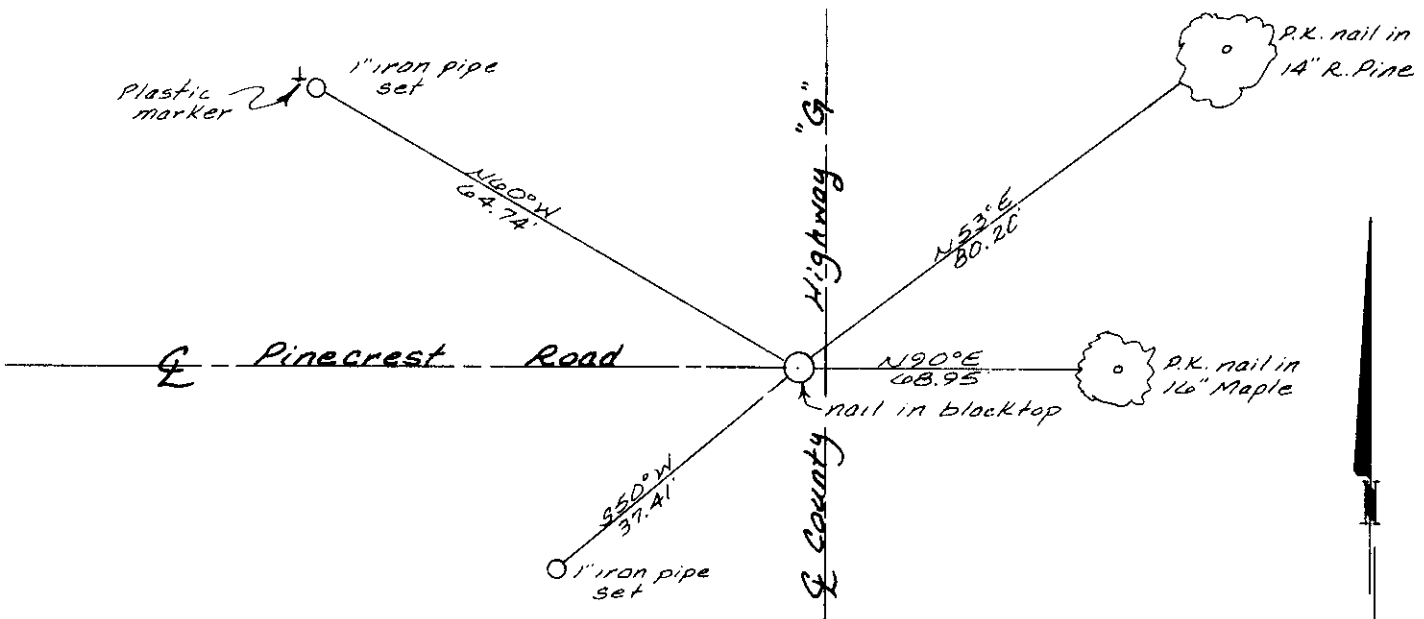 Plastic
marker
1" iron pipe
set
N60°W
64.74'
℄ Pinecrest Road
℄ County Highway "G"
P.K. nail in
14" R. Pine
N53°E
80.20'
N90°E
68.95'
P.K. nail in
16" Maple
nail in blacktop
S50°W
37.41'
1" iron pipe
set
N